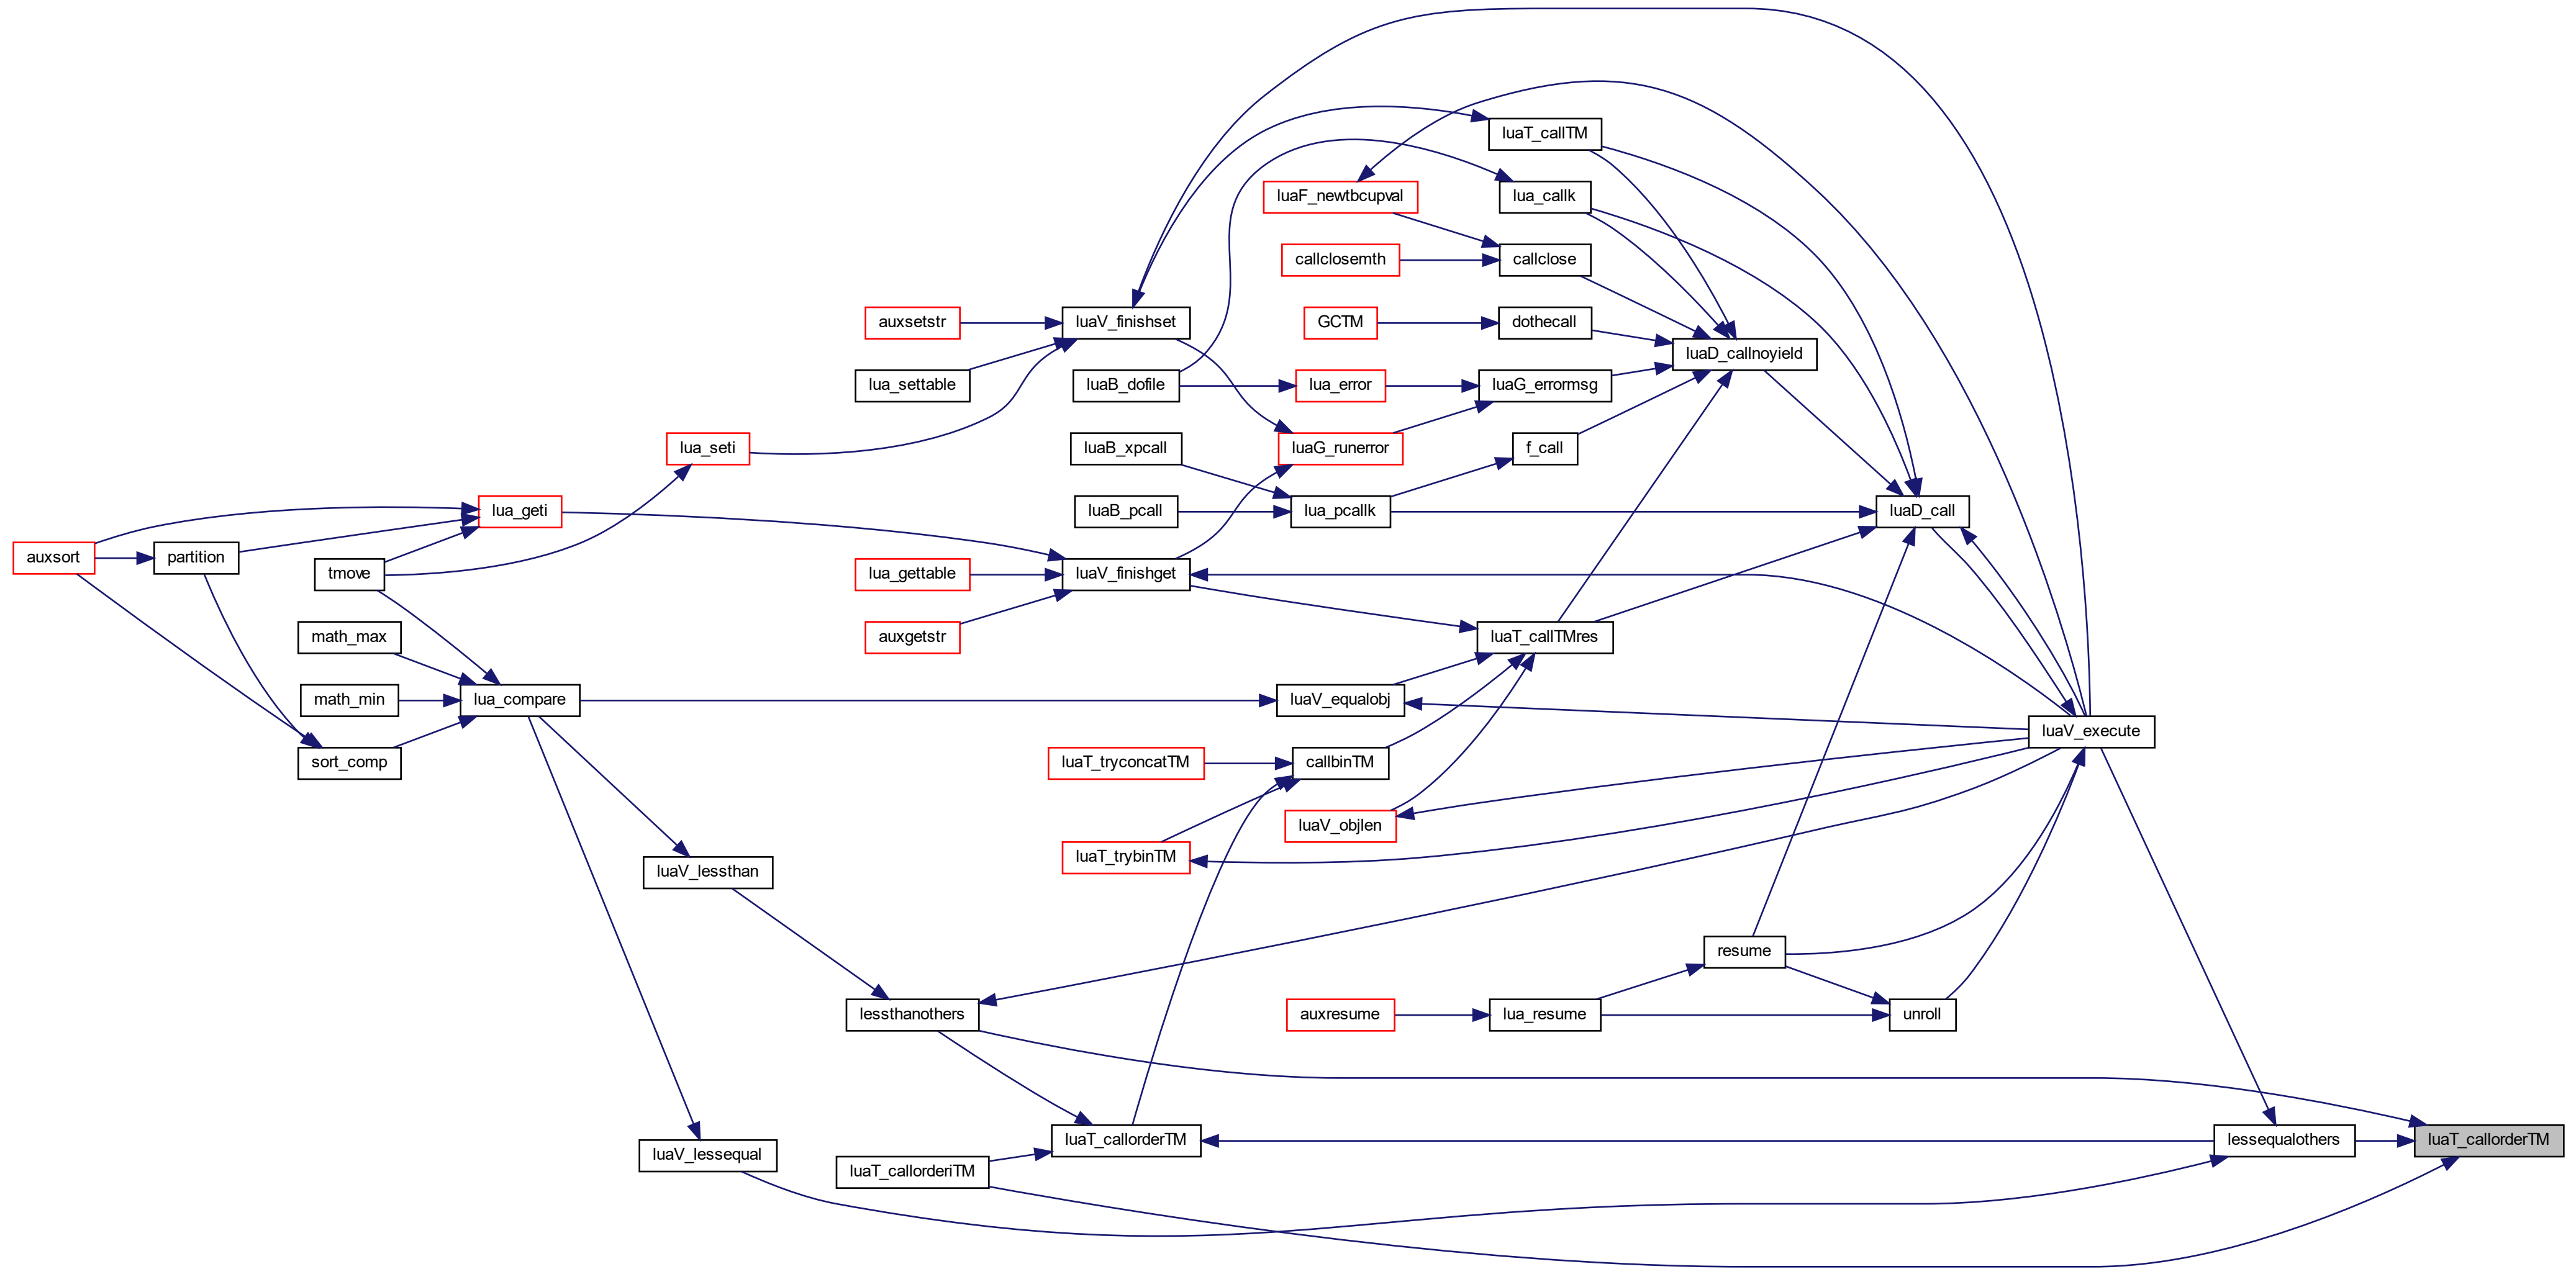 luaT_callTM
luaF_newtbcupval
lua_callk
callclosemth
callclose
auxsetstr
luaV_finishset
GCTM
dothecall
luaD_callnoyield
lua_settable
luaB_dofile
lua_error
luaG_errormsg
lua_seti
luaB_xpcall
luaG_runerror
f_call
lua_geti
luaB_pcall
lua_pcallk
luaD_call
auxsort
partition
tmove
lua_gettable
luaV_finishget
math_max
auxgetstr
luaT_callTMres
math_min
lua_compare
luaV_equalobj
luaV_execute
sort_comp
luaT_tryconcatTM
callbinTM
luaV_objlen
luaT_trybinTM
luaV_lessthan
resume
lessthanothers
auxresume
lua_resume
unroll
luaT_callorderTM
lessequalothers
luaT_callorderTM
luaV_lessequal
luaT_callorderiTM